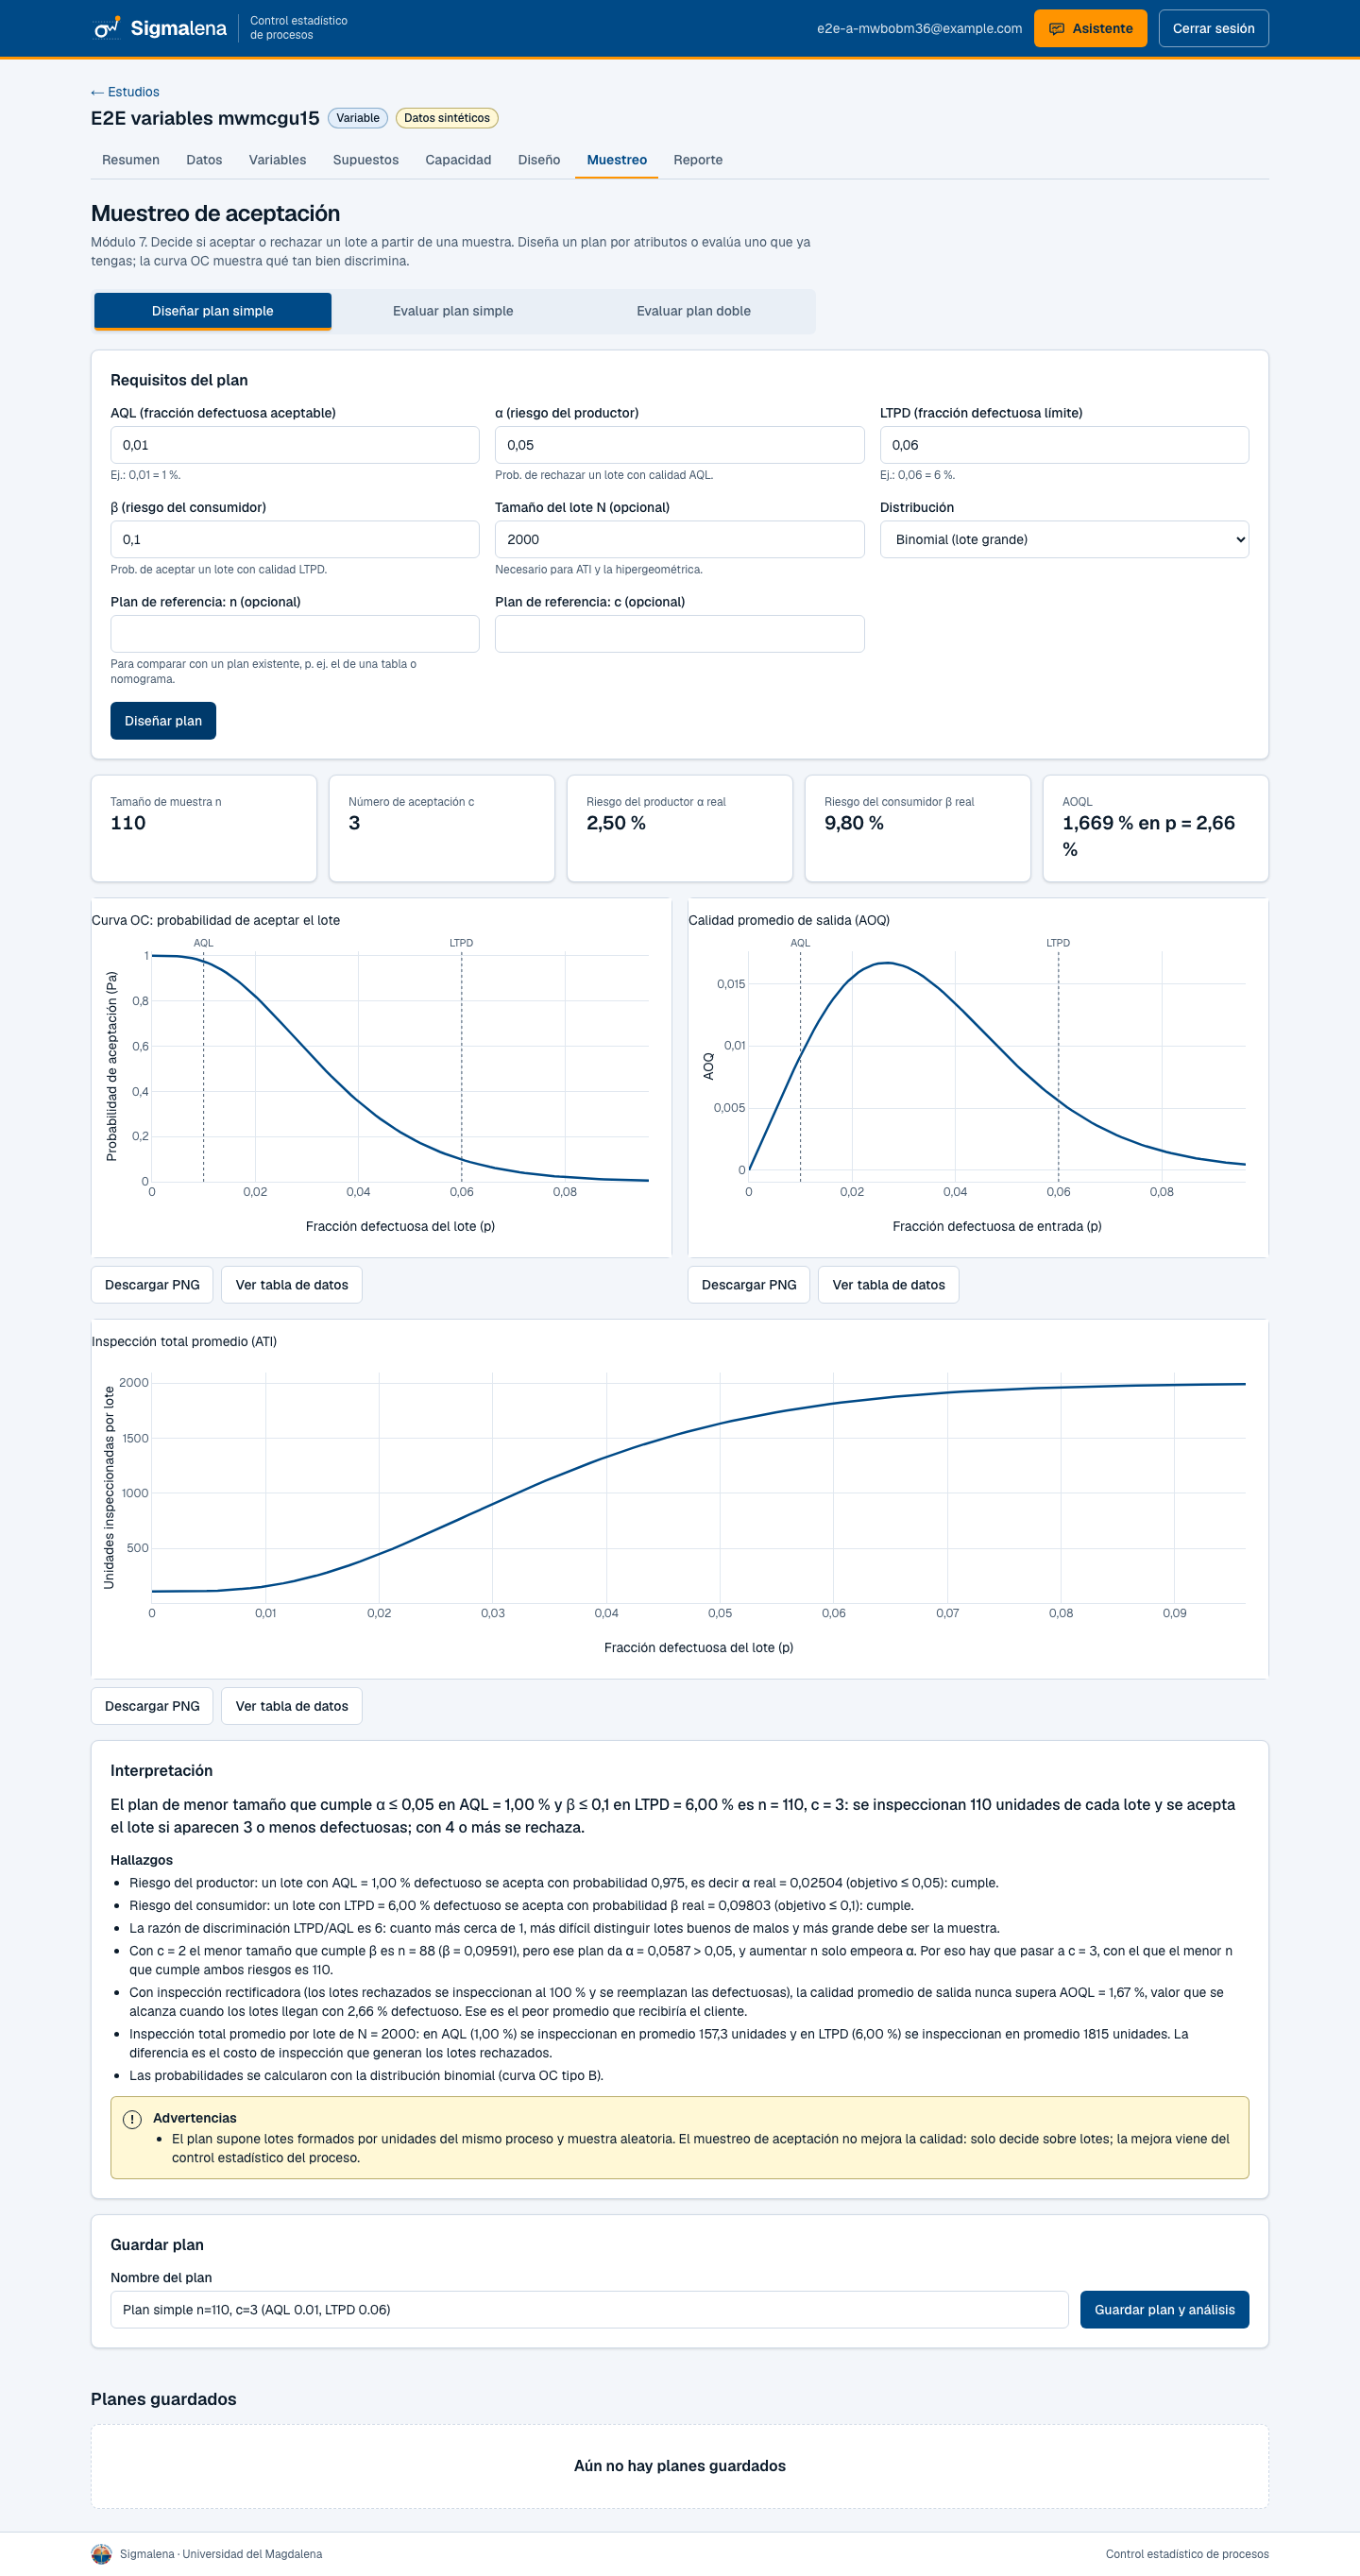 Sigmalena
Control estadístico
de procesos
e2e-a-mwbobm36@example.com
Asistente
Cerrar sesión
← Estudios
E2E variables mwmcgu15
Variable
Datos sintéticos
Resumen
Datos
Variables
Supuestos
Capacidad
Diseño
Muestreo
Reporte
Muestreo de aceptación
Módulo 7. Decide si aceptar o rechazar un lote a partir de una muestra. Diseña un plan por atributos o evalúa uno que ya
tengas; la curva OC muestra qué tan bien discrimina.
Diseñar plan simple
Evaluar plan simple
Evaluar plan doble
Requisitos del plan
AQL (fracción defectuosa aceptable)
α (riesgo del productor)
LTPD (fracción defectuosa límite)
0,01
0,05
0,06
Ej.: 0,01 = 1 %.
Prob. de rechazar un lote con calidad AQL.
Ej.: 0,06 = 6 %.
β (riesgo del consumidor)
Tamaño del lote N (opcional)
Distribución
0,1
2000
Binomial (lote grande)
Prob. de aceptar un lote con calidad LTPD.
Necesario para ATI y la hipergeométrica.
Plan de referencia: n (opcional)
Plan de referencia: c (opcional)
Para comparar con un plan existente, p. ej. el de una tabla o
nomograma.
Diseñar plan
Tamaño de muestra n
110
Número de aceptación c
3
Riesgo del productor α real
2,50 %
Riesgo del consumidor β real
9,80 %
AOQL
1,669 % en p = 2,66
%
Curva OC: probabilidad de aceptar el lote
AQL
LTPD
Probabilidad de aceptación (Pa)
1
0,8
0,6
0,4
0,2
0
0
0,02
0,04
0,06
0,08
Fracción defectuosa del lote (p)
Calidad promedio de salida (AOQ)
AQL
LTPD
AOQ
0,015
0,01
0,005
0
0
0,02
0,04
0,06
0,08
Fracción defectuosa de entrada (p)
Descargar PNG
Ver tabla de datos
Descargar PNG
Ver tabla de datos
Inspección total promedio (ATI)
Unidades inspeccionadas por lote
2000
1500
1000
500
0
0,01
0,02
0,03
0,04
0,05
0,06
0,07
0,08
0,09
Fracción defectuosa del lote (p)
Descargar PNG
Ver tabla de datos
Interpretación
El plan de menor tamaño que cumple α ≤ 0,05 en AQL = 1,00 % y β ≤ 0,1 en LTPD = 6,00 % es n = 110, c = 3: se inspeccionan 110 unidades de cada lote y se acepta
el lote si aparecen 3 o menos defectuosas; con 4 o más se rechaza.
Hallazgos
• Riesgo del productor: un lote con AQL = 1,00 % defectuoso se acepta con probabilidad 0,975, es decir α real = 0,02504 (objetivo ≤ 0,05): cumple.
• Riesgo del consumidor: un lote con LTPD = 6,00 % defectuoso se acepta con probabilidad β real = 0,09803 (objetivo ≤ 0,1): cumple.
• La razón de discriminación LTPD/AQL es 6: cuanto más cerca de 1, más difícil distinguir lotes buenos de malos y más grande debe ser la muestra.
• Con c = 2 el menor tamaño que cumple β es n = 88 (β = 0,09591), pero ese plan da α = 0,0587 > 0,05, y aumentar n solo empeora α. Por eso hay que pasar a c = 3, con el que el menor n
que cumple ambos riesgos es 110.
• Con inspección rectificadora (los lotes rechazados se inspeccionan al 100 % y se reemplazan las defectuosas), la calidad promedio de salida nunca supera AOQL = 1,67 %, valor que se
alcanza cuando los lotes llegan con 2,66 % defectuoso. Ese es el peor promedio que recibiría el cliente.
• Inspección total promedio por lote de N = 2000: en AQL (1,00 %) se inspeccionan en promedio 157,3 unidades y en LTPD (6,00 %) se inspeccionan en promedio 1815 unidades. La
diferencia es el costo de inspección que generan los lotes rechazados.
• Las probabilidades se calcularon con la distribución binomial (curva OC tipo B).
Advertencias
• El plan supone lotes formados por unidades del mismo proceso y muestra aleatoria. El muestreo de aceptación no mejora la calidad: solo decide sobre lotes; la mejora viene del
control estadístico del proceso.
Guardar plan
Nombre del plan
Plan simple n=110, c=3 (AQL 0.01, LTPD 0.06)
Guardar plan y análisis
Planes guardados
Aún no hay planes guardados
Sigmalena · Universidad del Magdalena
Control estadístico de procesos